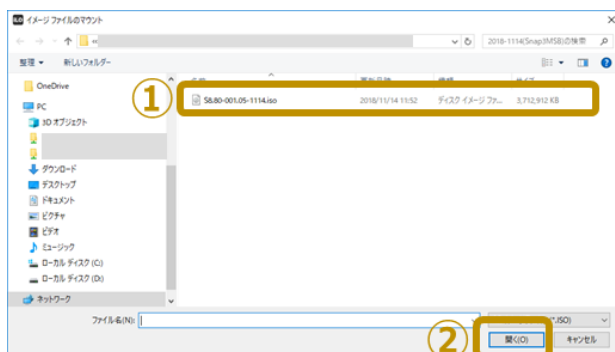 iLO イメージ ファイルのマウント
2018-1114(Snap3MSB)の検索
整理 新しいフォルダー
OneDrive
PC
3D オブジェクト
ダウンロード
デスクトップ
ドキュメント
ピクチャ
ビデオ
ミュージック
ローカル ディスク (C:)
ローカル ディスク (D:)
ネットワーク
①
S8.80-001.05-1114.iso 2018/11/14 11:52 ディスク イメージ ファ... 3,712,912 KB
ファイル名(N): (*.ISO)
②
開く(O) キャンセル